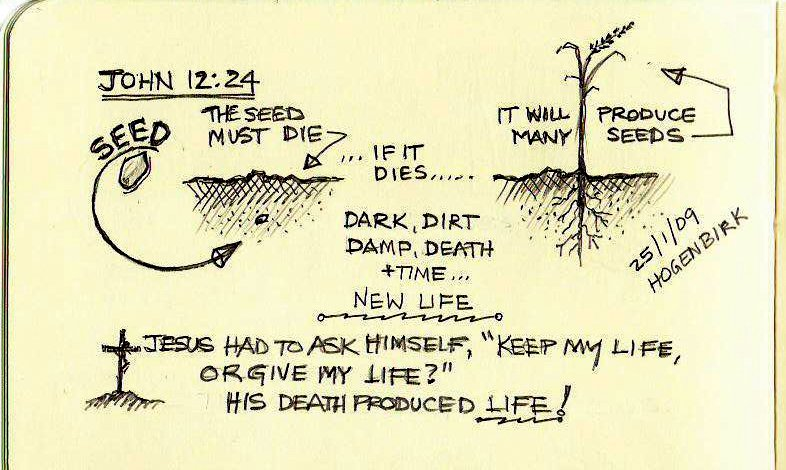 JOHN 12:24
SEED
THE SEED
MUST DIE
... IF IT
DIES.....
IT WILL PRODUCE
MANY SEEDS
DARK, DIRT
DAMP, DEATH
+TIME...
NEW LIFE
25/1/09
HOGENBIRK
JESUS HAD TO ASK HIMSELF, "KEEP MY LIFE,
OR GIVE MY LIFE?"
HIS DEATH PRODUCED LIFE!